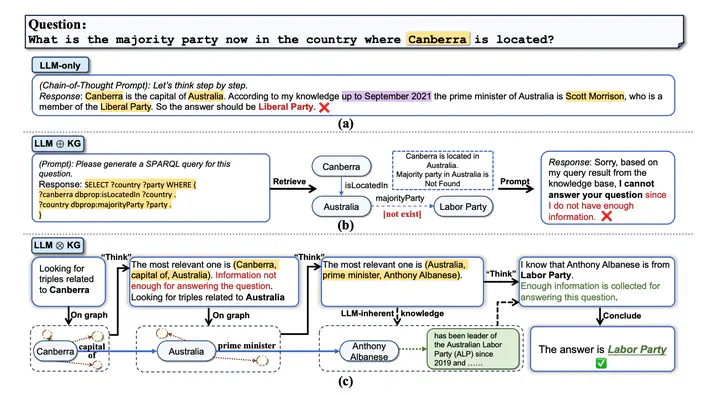 Question:
What is the majority party now in the country where Canberra is located?
LLM-only
(Chain-of-Thought Prompt): Let's think step by step.
Response: Canberra is the capital of Australia. According to my knowledge up to September 2021 the prime minister of Australia is Scott Morrison, who is a
member of the Liberal Party. So the answer should be Liberal Party. ❌
(a)
LLM ⊕ KG
(Prompt): Please generate a SPARQL query for this
question.
Response: SELECT ?country ?party WHERE {
?canberra dbprop:isLocatedIn ?country .
?country dbprop:majorityParty ?party .
}
Retrieve
Canberra
isLocatedIn
Australia
majorityParty
[not exist]
Labor Party
Canberra is located in
Australia.
Majority party in Australia is
Not Found
Prompt
Response: Sorry, based on
my query result from the
knowledge base, I cannot
answer your question since
I do not have enough
information. ❌
(b)
LLM ⊗ KG
Looking for
triples related
to Canberra
"Think"
The most relevant one is (Canberra,
capital of, Australia). Information not
enough for answering the question.
Looking for triples related to Australia
"Think"
The most relevant one is (Australia,
prime minister, Anthony Albanese).
"Think"
I know that Anthony Albanese is from
Labor Party.
Enough information is collected for
answering this question.
On graph
On graph
LLM-inherent knowledge
Conclude
Canberra
capital
of
Australia
prime minister
Anthony
Albanese
has been leader of
the Australian Labor
Party (ALP) since
2019 and ......
The answer is Labor Party
✅
(c)